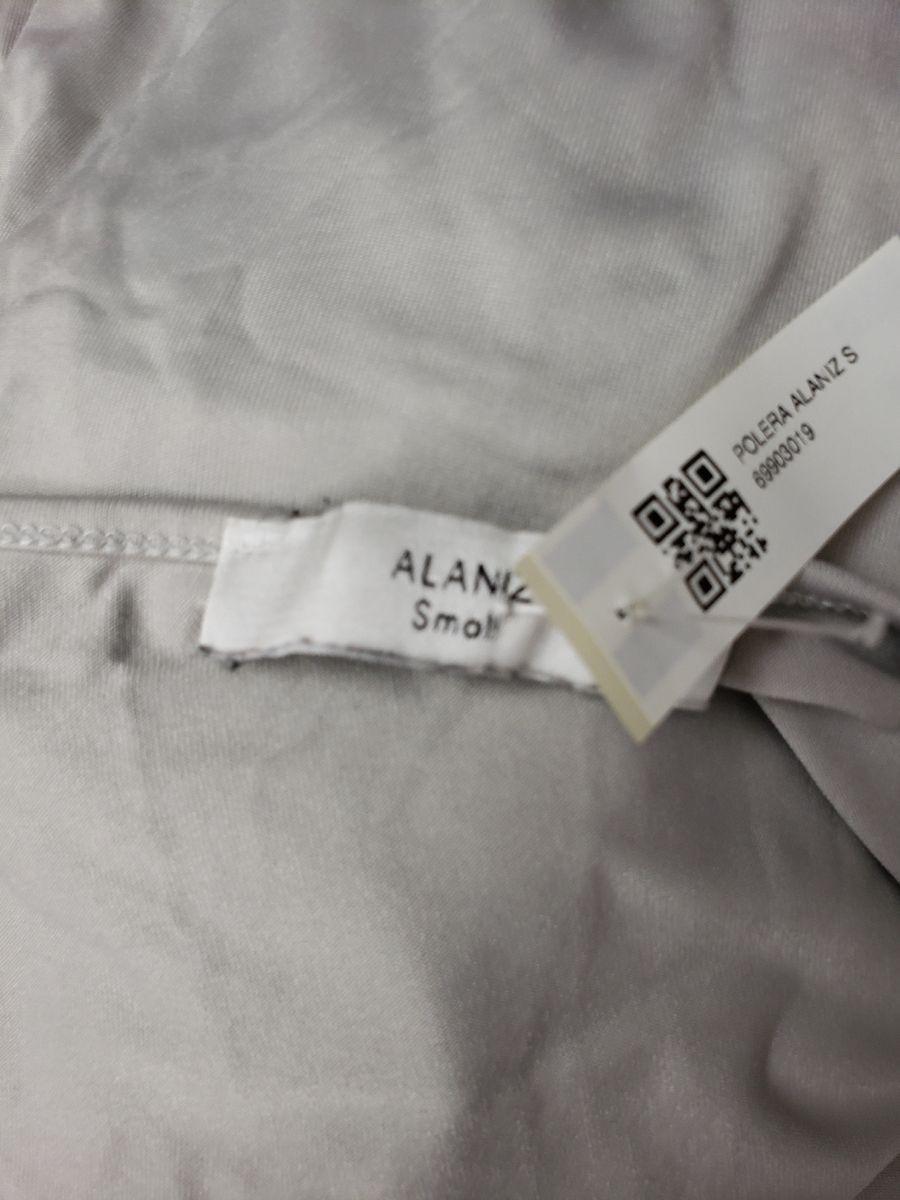 POLERA ALANIZ S
69903019
ALANIZ
Small